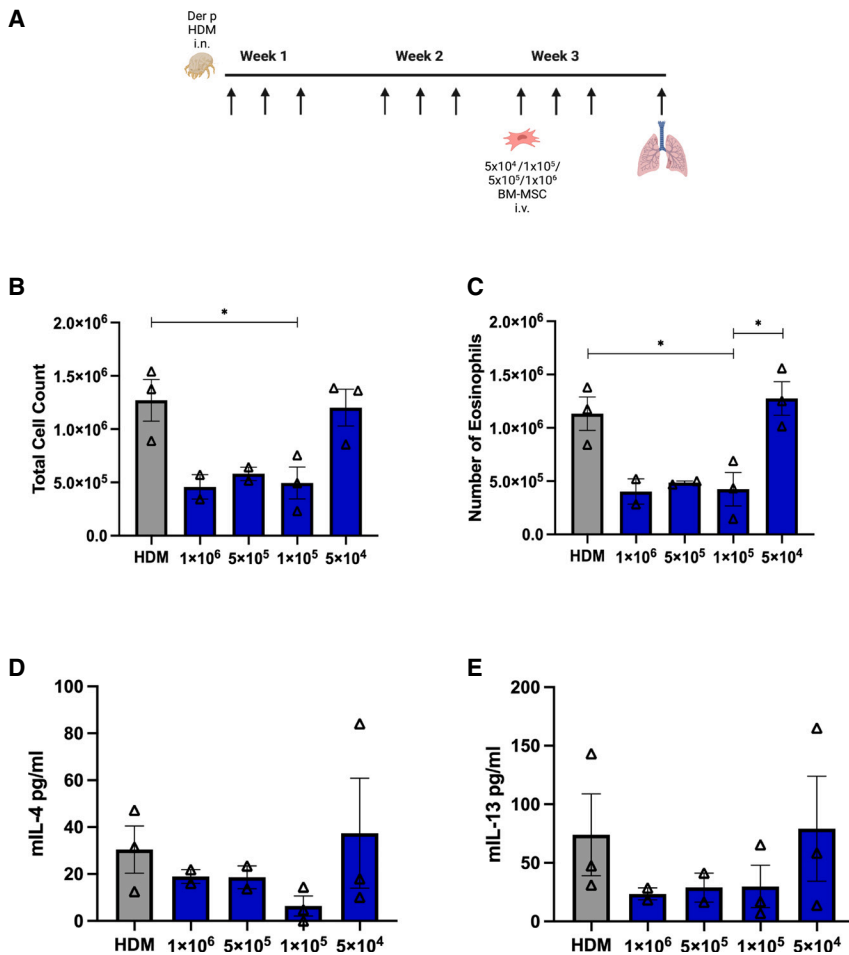 A
Der p
HDM
i.n.
Week 1
Week 2
Week 3
5x10⁴/1x10⁵/
5x10⁵/1x10⁶
BM-MSC
i.v.
B
Total Cell Count
2.0×10⁶
1.5×10⁶
1.0×10⁶
5.0×10⁵
0.0
*
HDM 1×10⁶ 5×10⁵ 1×10⁵ 5×10⁴
C
Number of Eosinophils
2.0×10⁶
1.5×10⁶
1.0×10⁶
5.0×10⁵
0.0
*
*
HDM 1×10⁶ 5×10⁵ 1×10⁵ 5×10⁴
D
mIL-4 pg/ml
100
80
60
40
20
0
HDM 1×10⁶ 5×10⁵ 1×10⁵ 5×10⁴
E
mIL-13 pg/ml
200
150
100
50
0
HDM 1×10⁶ 5×10⁵ 1×10⁵ 5×10⁴